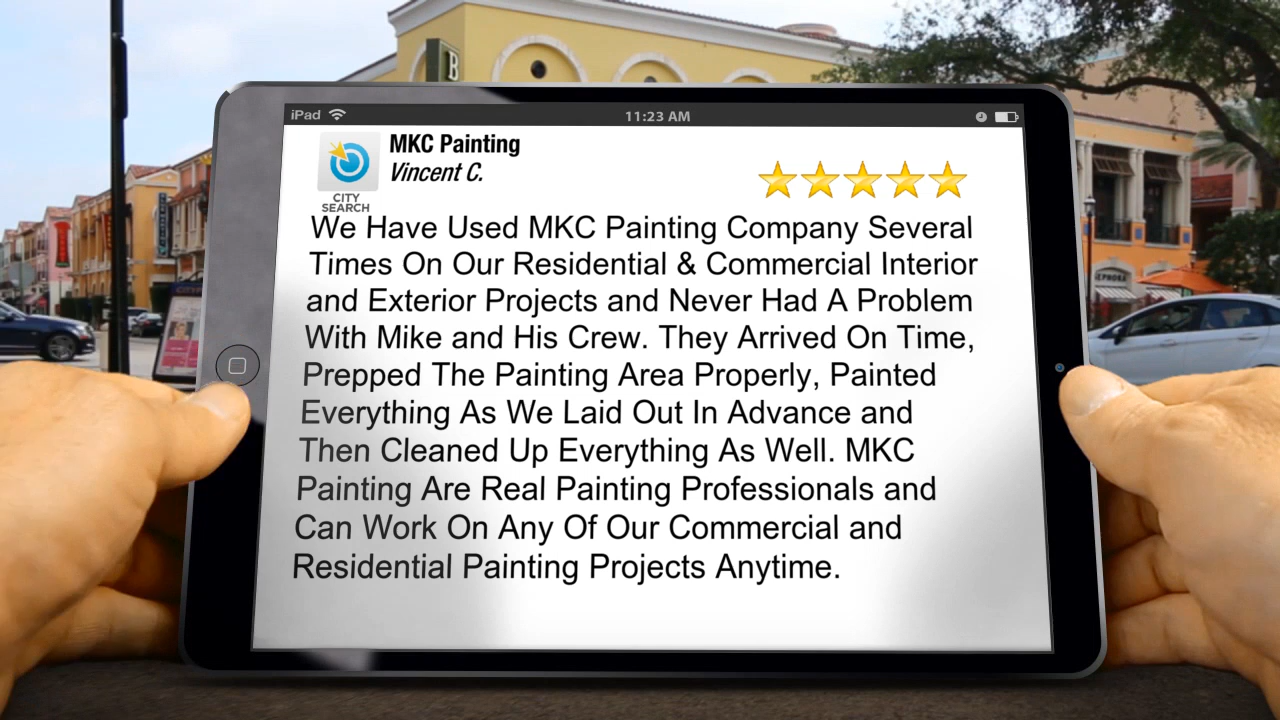 iPad
11:23 AM
MKC Painting
Vincent C.
CITY
SEARCH
We Have Used MKC Painting Company Several
Times On Our Residential & Commercial Interior
and Exterior Projects and Never Had A Problem
With Mike and His Crew. They Arrived On Time,
Prepped The Painting Area Properly, Painted
Everything As We Laid Out In Advance and
Then Cleaned Up Everything As Well. MKC
Painting Are Real Painting Professionals and
Can Work On Any Of Our Commercial and
Residential Painting Projects Anytime.
B
SEPHORA